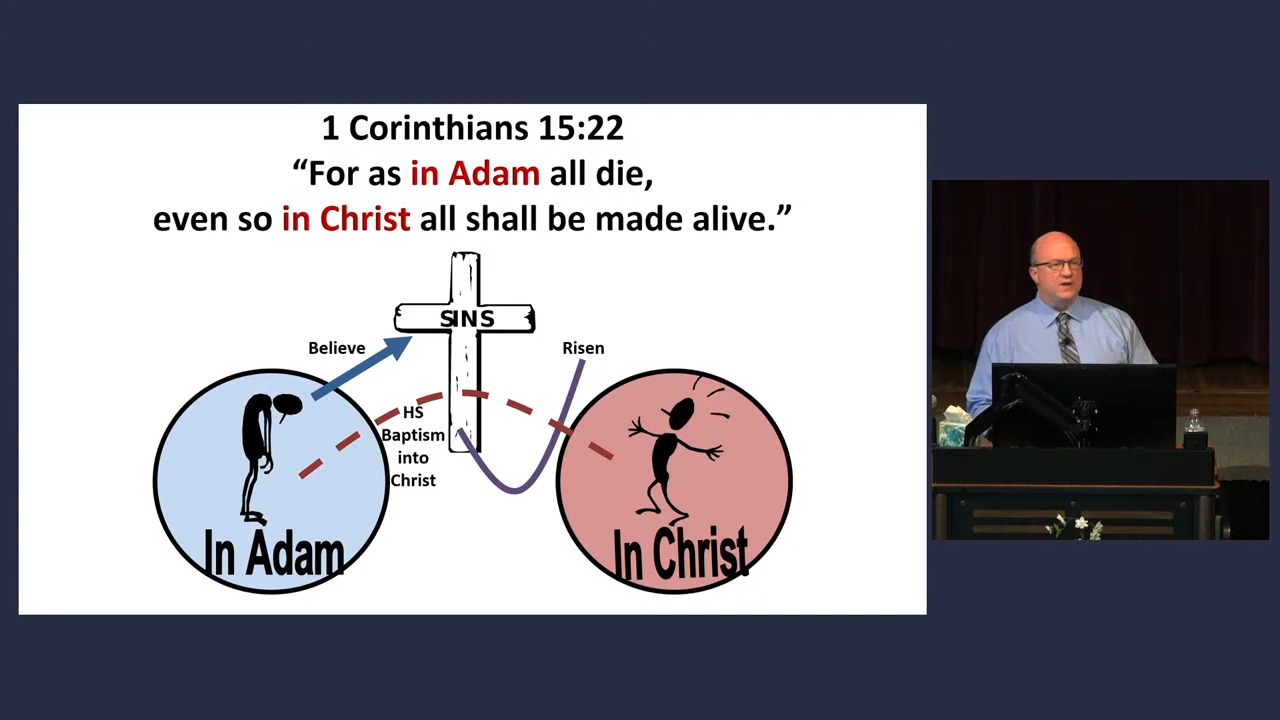 1 Corinthians 15:22
“For as in Adam all die,
even so in Christ all shall be made alive.”
SINS
Believe
Risen
HS
Baptism
into
Christ
In Adam
In Christ